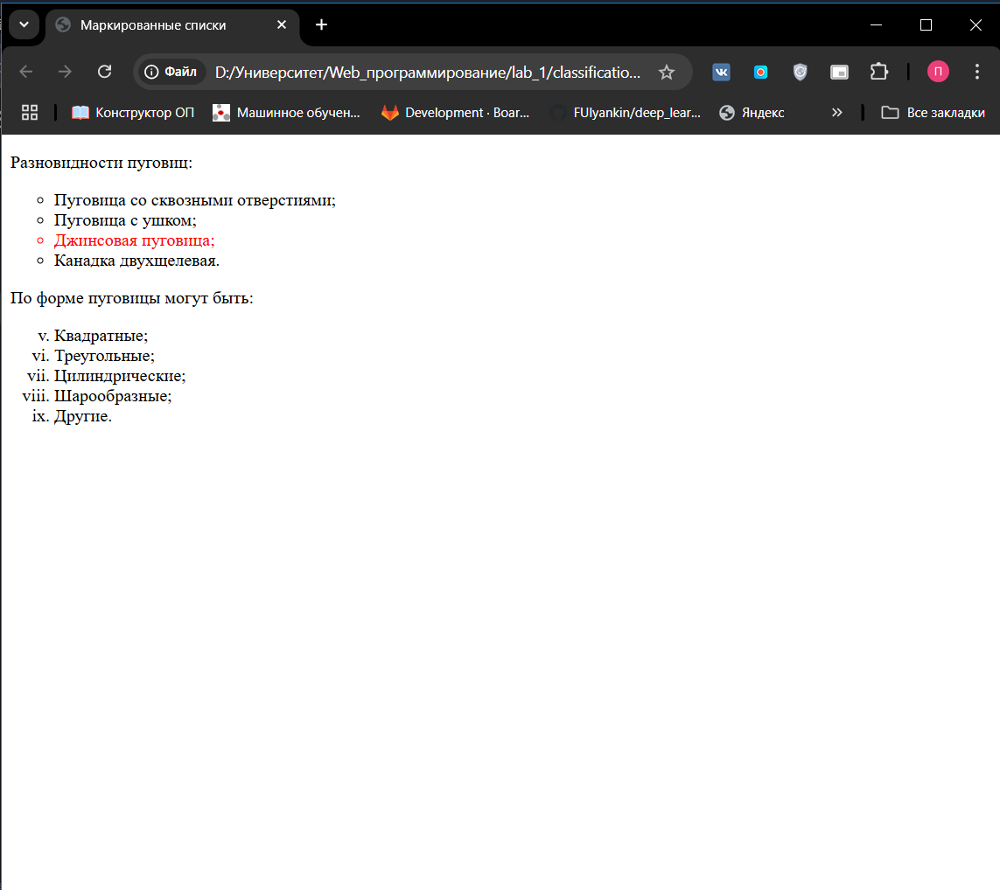 Маркированные списки
Файл D:/Университет/Web_программирование/lab_1/classificatio...
Конструктор ОП Машинное обучен... Development · Boar... FUlyankin/deep_lear... Яндекс » Все закладки
Разновидности пуговиц:
Пуговица со сквозными отверстиями;
Пуговица с ушком;
Джинсовая пуговица;
Канадка двухщелевая.
По форме пуговицы могут быть:
v. Квадратные;
vi. Треугольные;
vii. Цилиндрические;
viii. Шарообразные;
ix. Другие.